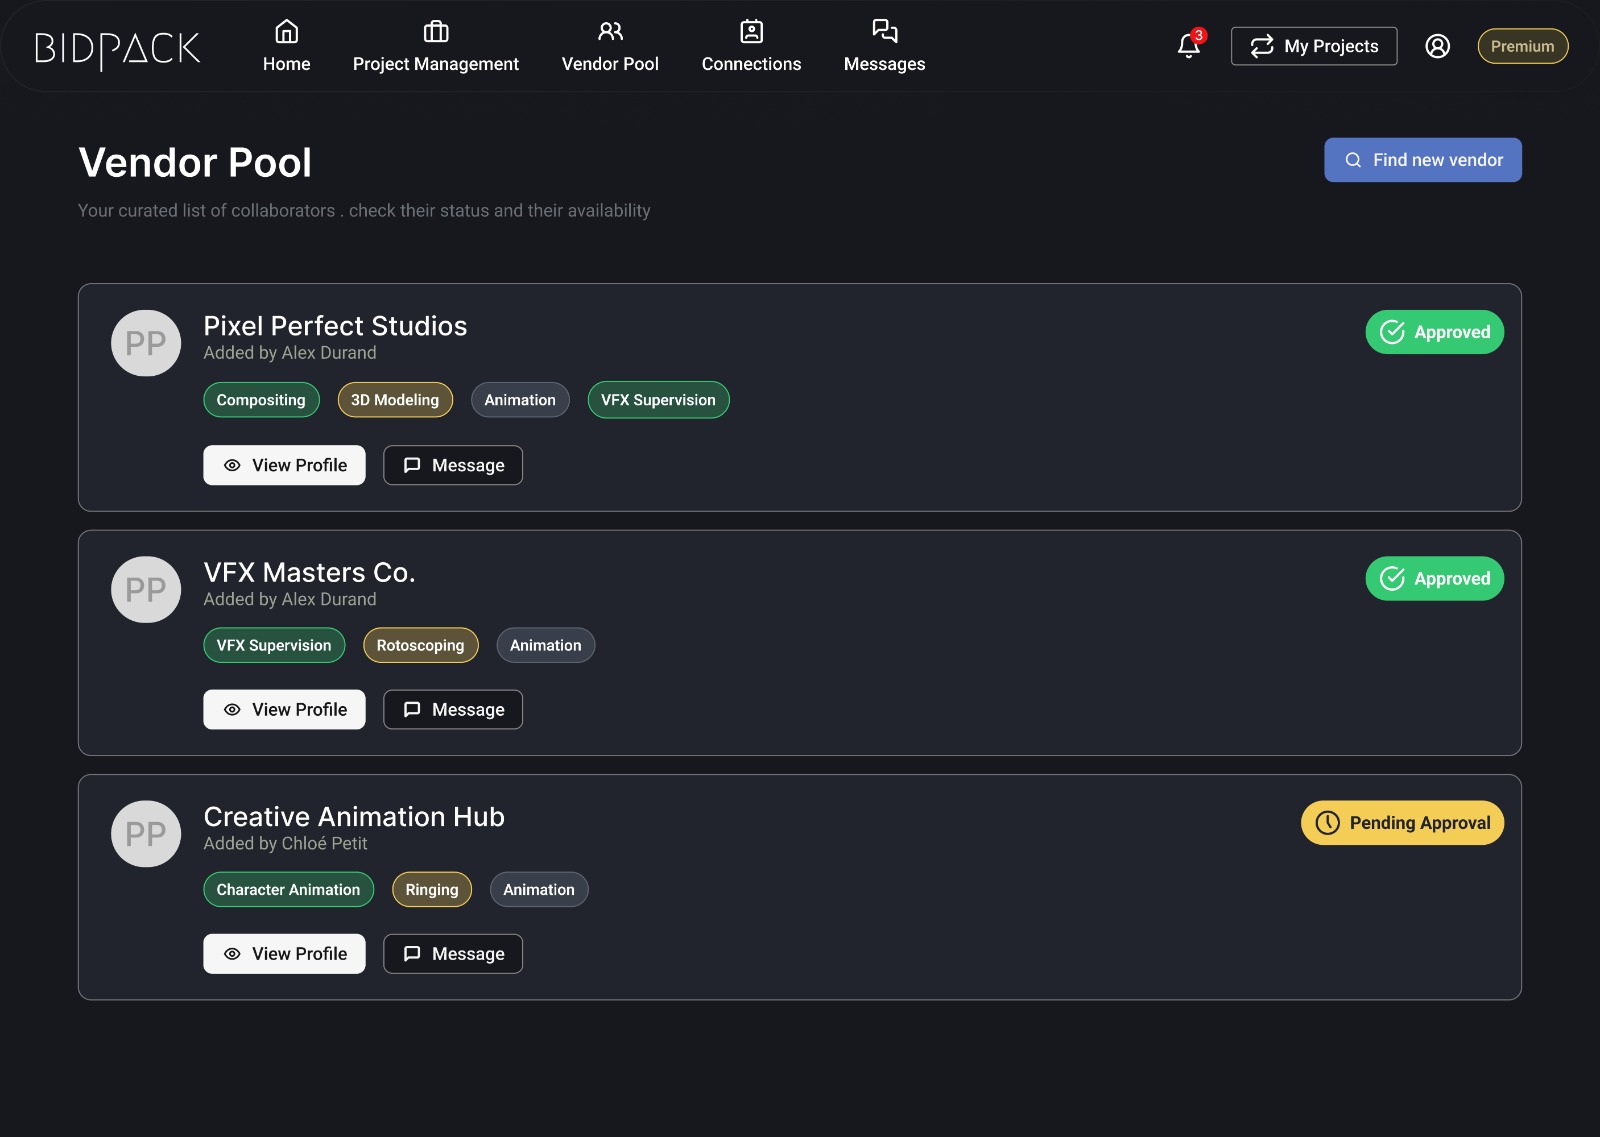 BIDPACK
Home
Project Management
Vendor Pool
Connections
Messages
3
My Projects
Premium
Vendor Pool
Find new vendor
Your curated list of collaborators . check their status and their availability
PP
Pixel Perfect Studios
Added by Alex Durand
Approved
Compositing
3D Modeling
Animation
VFX Supervision
View Profile
Message
PP
VFX Masters Co.
Added by Alex Durand
Approved
VFX Supervision
Rotoscoping
Animation
View Profile
Message
PP
Creative Animation Hub
Added by Chloé Petit
Pending Approval
Character Animation
Ringing
Animation
View Profile
Message